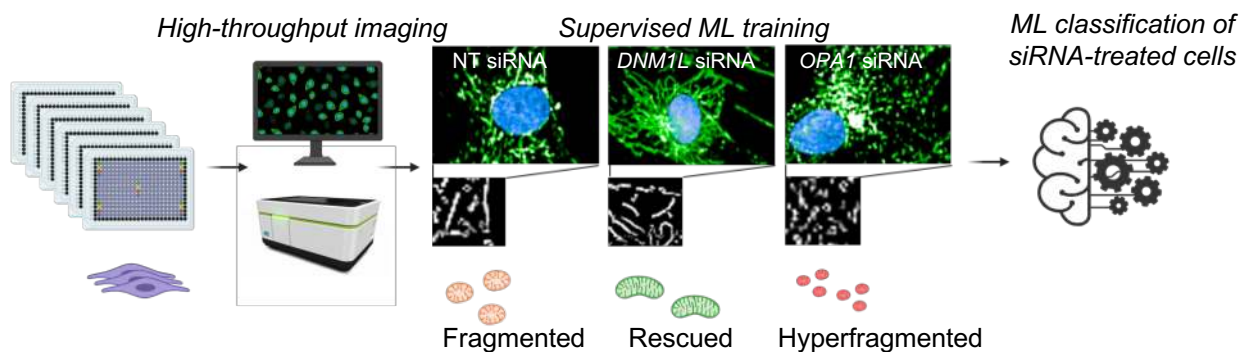 High-throughput imaging
Supervised ML training
ML classification of
siRNA-treated cells
NT siRNA
DNM1L siRNA
OPA1 siRNA
Fragmented
Rescued
Hyperfragmented